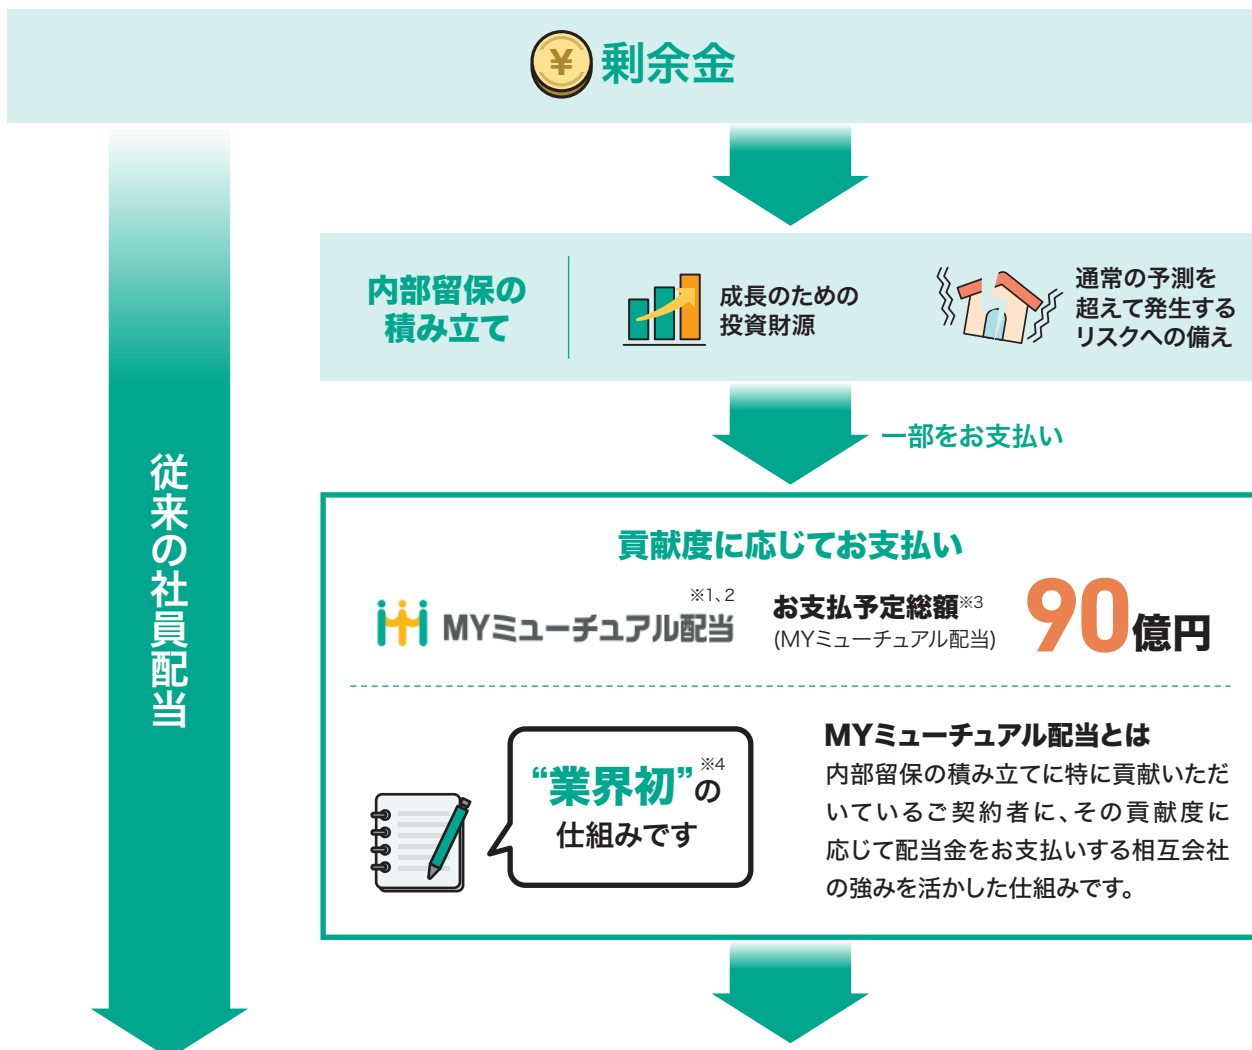 ¥
剰余金
従来の社員配当
内部留保の
積み立て
成長のための
投資財源
通常の予測を
超えて発生する
リスクへの備え
一部をお支払い
貢献度に応じてお支払い
MYミューチュアル配当※1、2
お支払予定総額※3
(MYミューチュアル配当)
90億円
“業界初”※4の
仕組みです
MYミューチュアル配当とは
内部留保の積み立てに特に貢献いただ
いているご契約者に、その貢献度に
応じて配当金をお支払いする相互会社
の強みを活かした仕組みです。